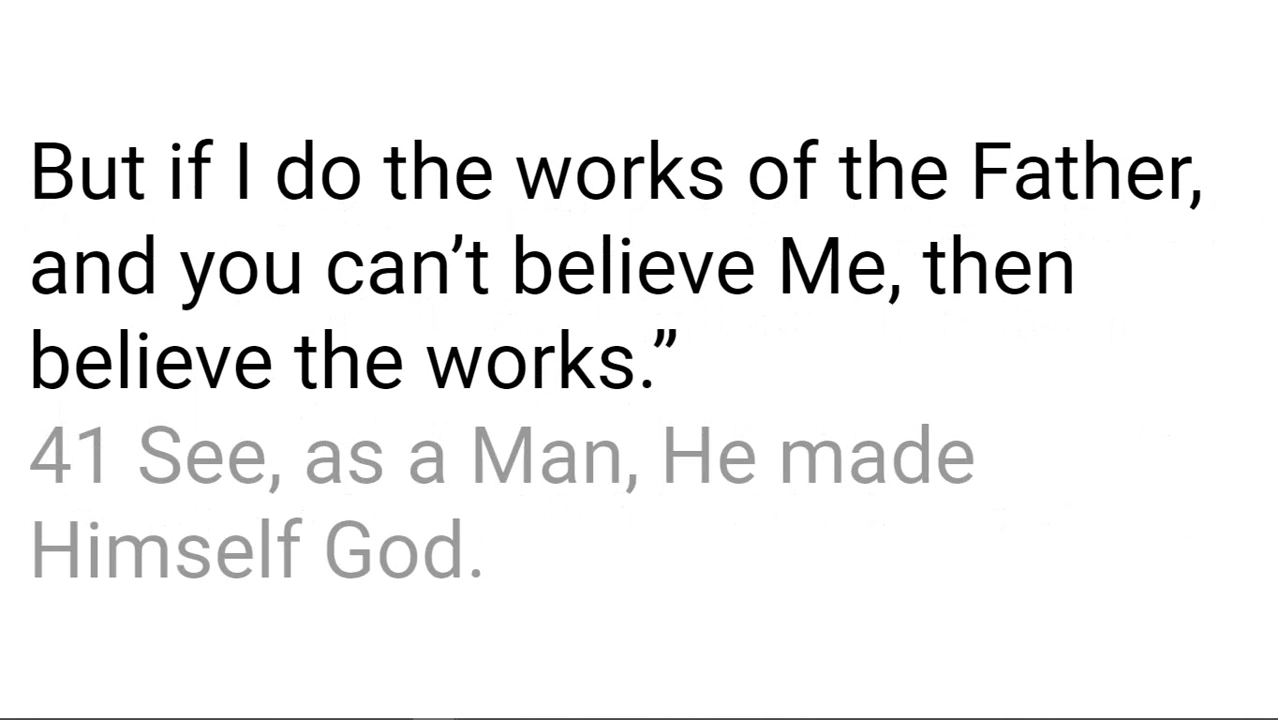 But if I do the works of the Father,
and you can’t believe Me, then
believe the works.”
41 See, as a Man, He made
Himself God.